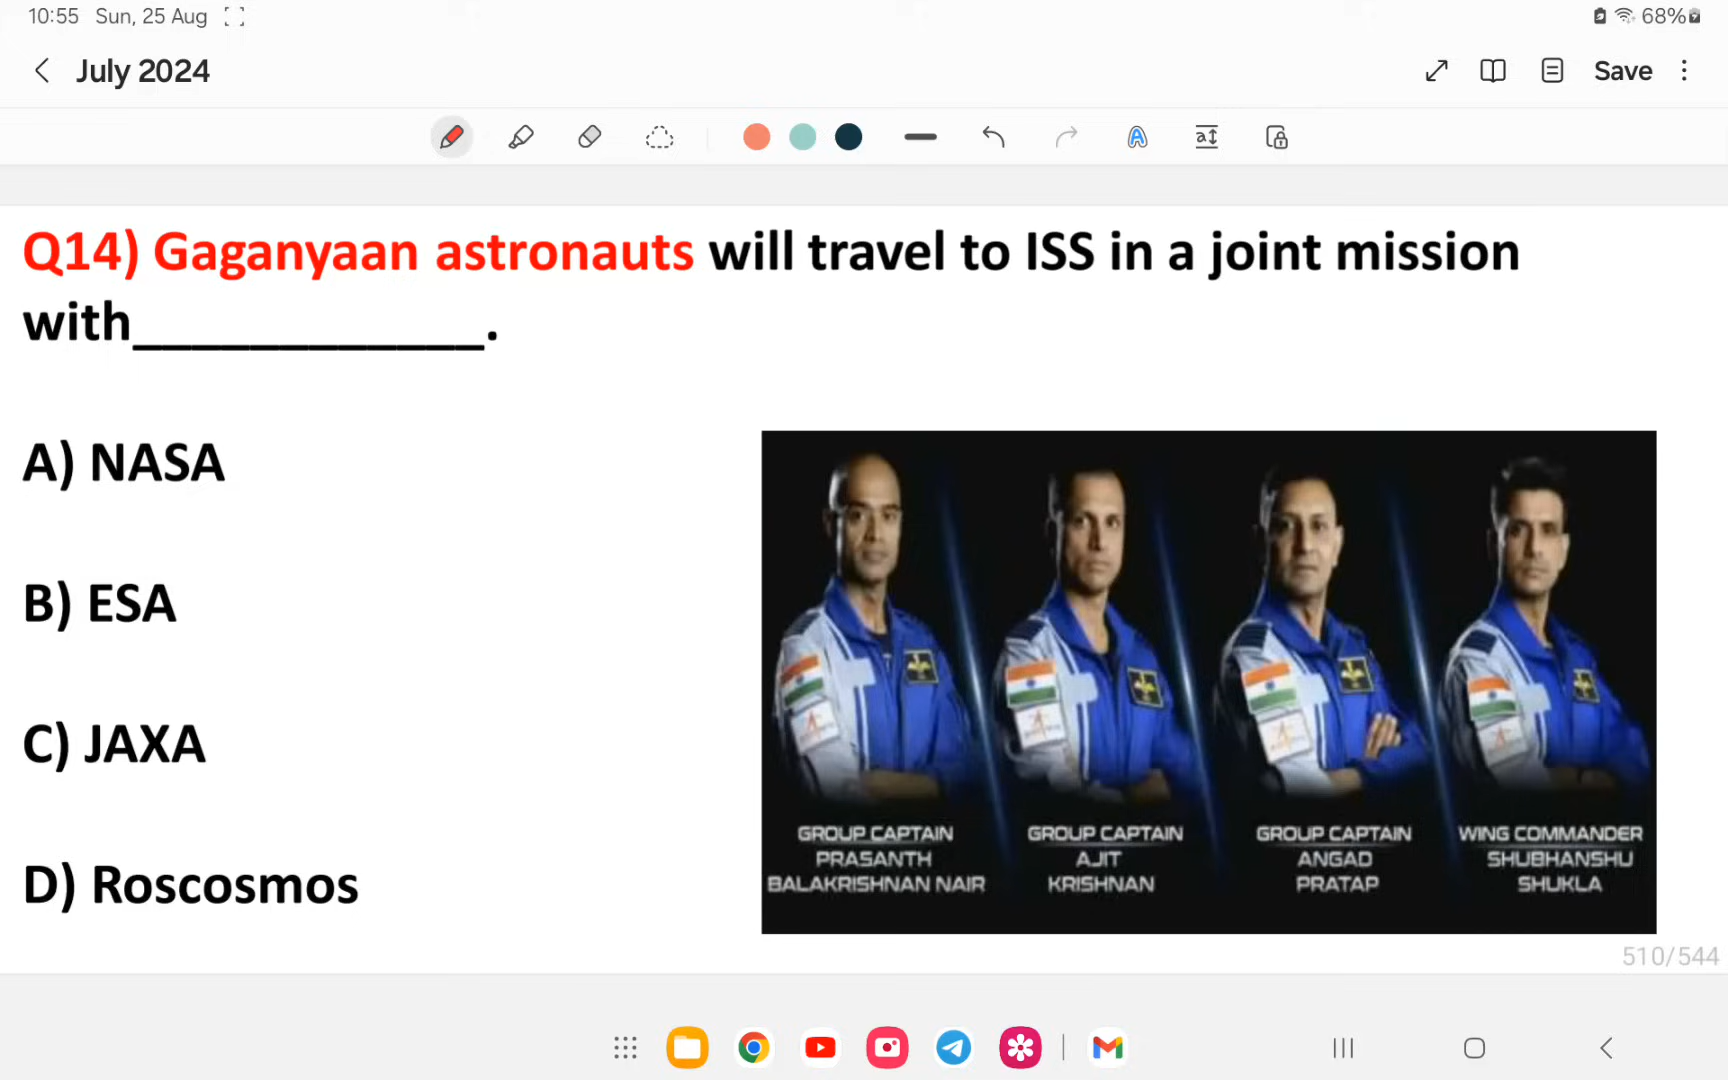 10:55 Sun, 25 Aug
68%
July 2024
Save
Q14) Gaganyaan astronauts will travel to ISS in a joint mission
with____________.
A) NASA
B) ESA
C) JAXA
D) Roscosmos
GROUP CAPTAIN
PRASANTH
BALAKRISHNAN NAIR
GROUP CAPTAIN
AJIT
KRISHNAN
GROUP CAPTAIN
ANGAD
PRATAP
WING COMMANDER
SHUBHANSHU
SHUKLA
510/544